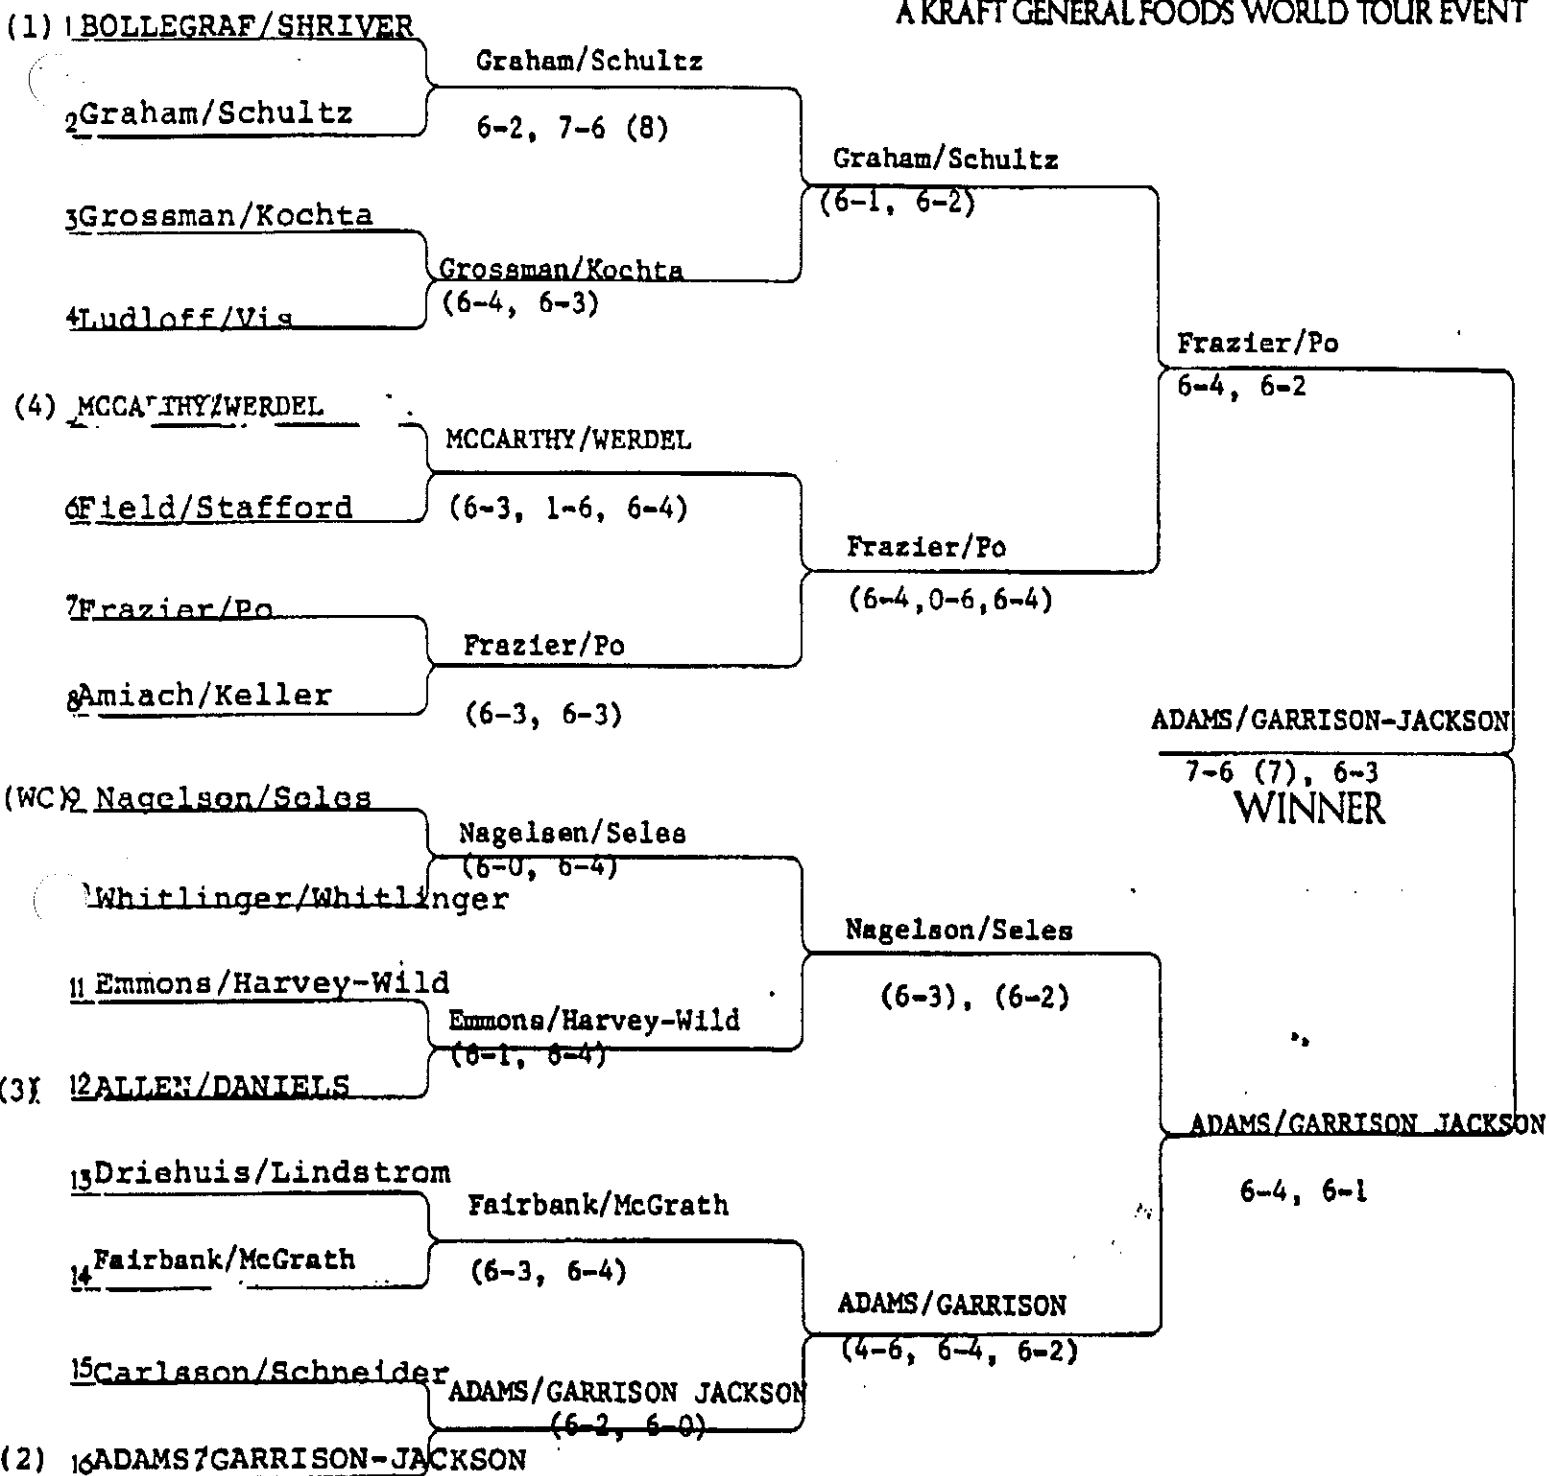 A KRAFT GENERAL FOODS WORLD TOUR EVENT
(1) 1 BOLLEGRAF/SHRIVER
Graham/Schultz
2 Graham/Schultz
6-2, 7-6 (8)
Graham/Schultz
(6-1, 6-2)
3 Grossman/Kochta
Grossman/Kochta
(6-4, 6-3)
4 Ludloff/Vis
Frazier/Po
6-4, 6-2
(4) MCCARTHY/WERDEL
MCCARTHY/WERDEL
6 Field/Stafford
(6-3, 1-6, 6-4)
Frazier/Po
(6-4,0-6,6-4)
7 Frazier/Po
Frazier/Po
8 Amiach/Keller
(6-3, 6-3)
ADAMS/GARRISON-JACKSON
7-6 (7), 6-3
WINNER
(WC) 9 Nagelson/Seles
Nagelsen/Seles
(6-0, 6-4)
Whitlinger/Whitlinger
Nagelson/Seles
(6-3), (6-2)
11 Emmons/Harvey-Wild
Emmons/Harvey-Wild
(6-1, 6-4)
(3) 12 ALLEN/DANIELS
ADAMS/GARRISON JACKSON
6-4, 6-1
13 Driehuis/Lindstrom
Fairbank/McGrath
14 Fairbank/McGrath
(6-3, 6-4)
ADAMS/GARRISON
(4-6, 6-4, 6-2)
15 Carlsson/Schneider
ADAMS/GARRISON JACKSON
(6-2, 6-0)
(2) 16 ADAMS/GARRISON-JACKSON